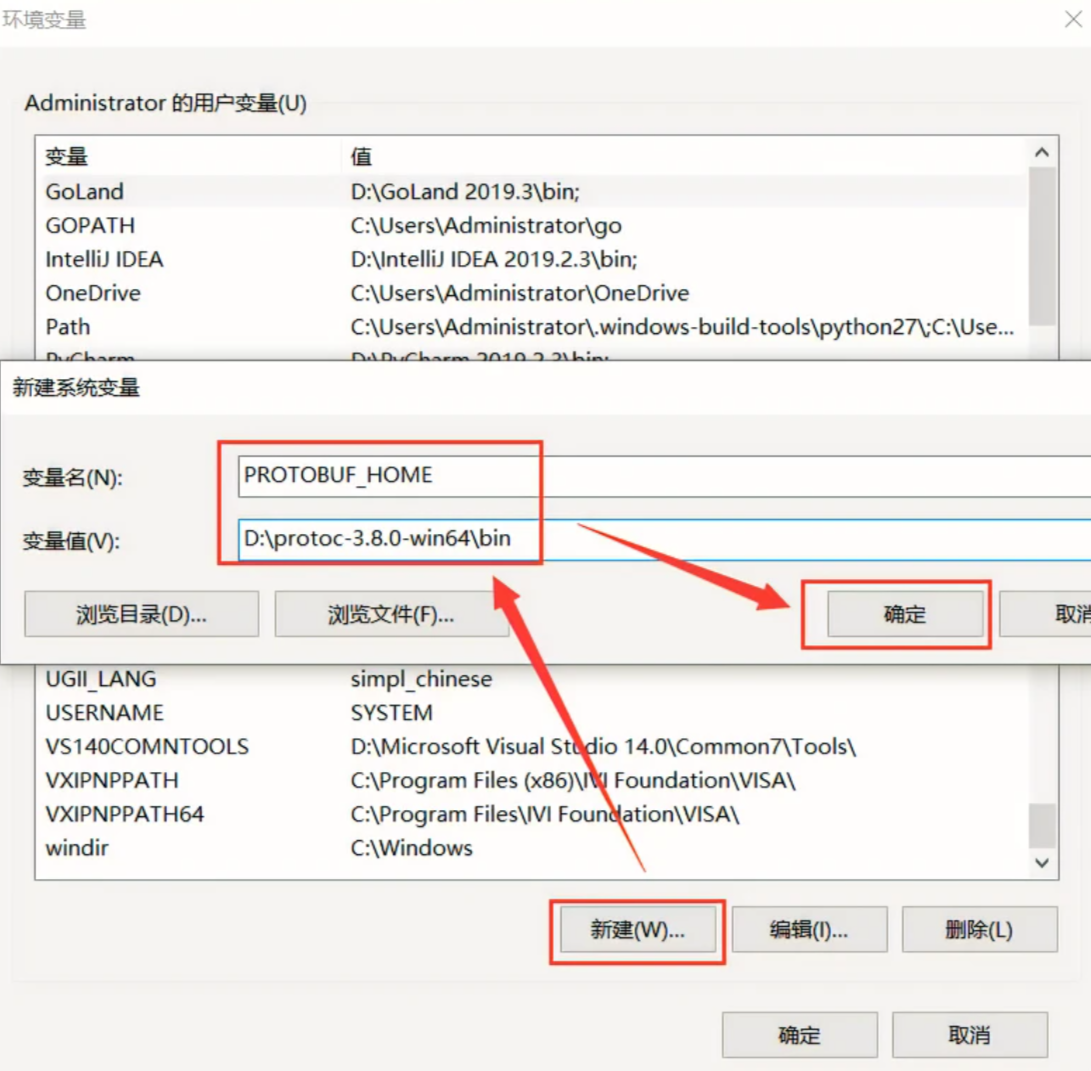 环境变量
Administrator 的用户变量(U)
变量 值
GoLand D:\GoLand 2019.3\bin;
GOPATH C:\Users\Administrator\go
IntelliJ IDEA D:\IntelliJ IDEA 2019.2.3\bin;
OneDrive C:\Users\Administrator\OneDrive
Path C:\Users\Administrator\.windows-build-tools\python27\;C:\Use...
PyCharm D:\PyCharm 2019.2.3\bin;
新建系统变量
变量名(N): PROTOBUF_HOME
变量值(V): D:\protoc-3.8.0-win64\bin
浏览目录(D)... 浏览文件(F)... 确定 取消
UGII_LANG simpl_chinese
USERNAME SYSTEM
VS140COMNTOOLS D:\Microsoft Visual Studio 14.0\Common7\Tools\
VXIPNPPATH C:\Program Files (x86)\IVI Foundation\VISA\
VXIPNPPATH64 C:\Program Files\IVI Foundation\VISA\
windir C:\Windows
新建(W)... 编辑(I)... 删除(L)
确定 取消